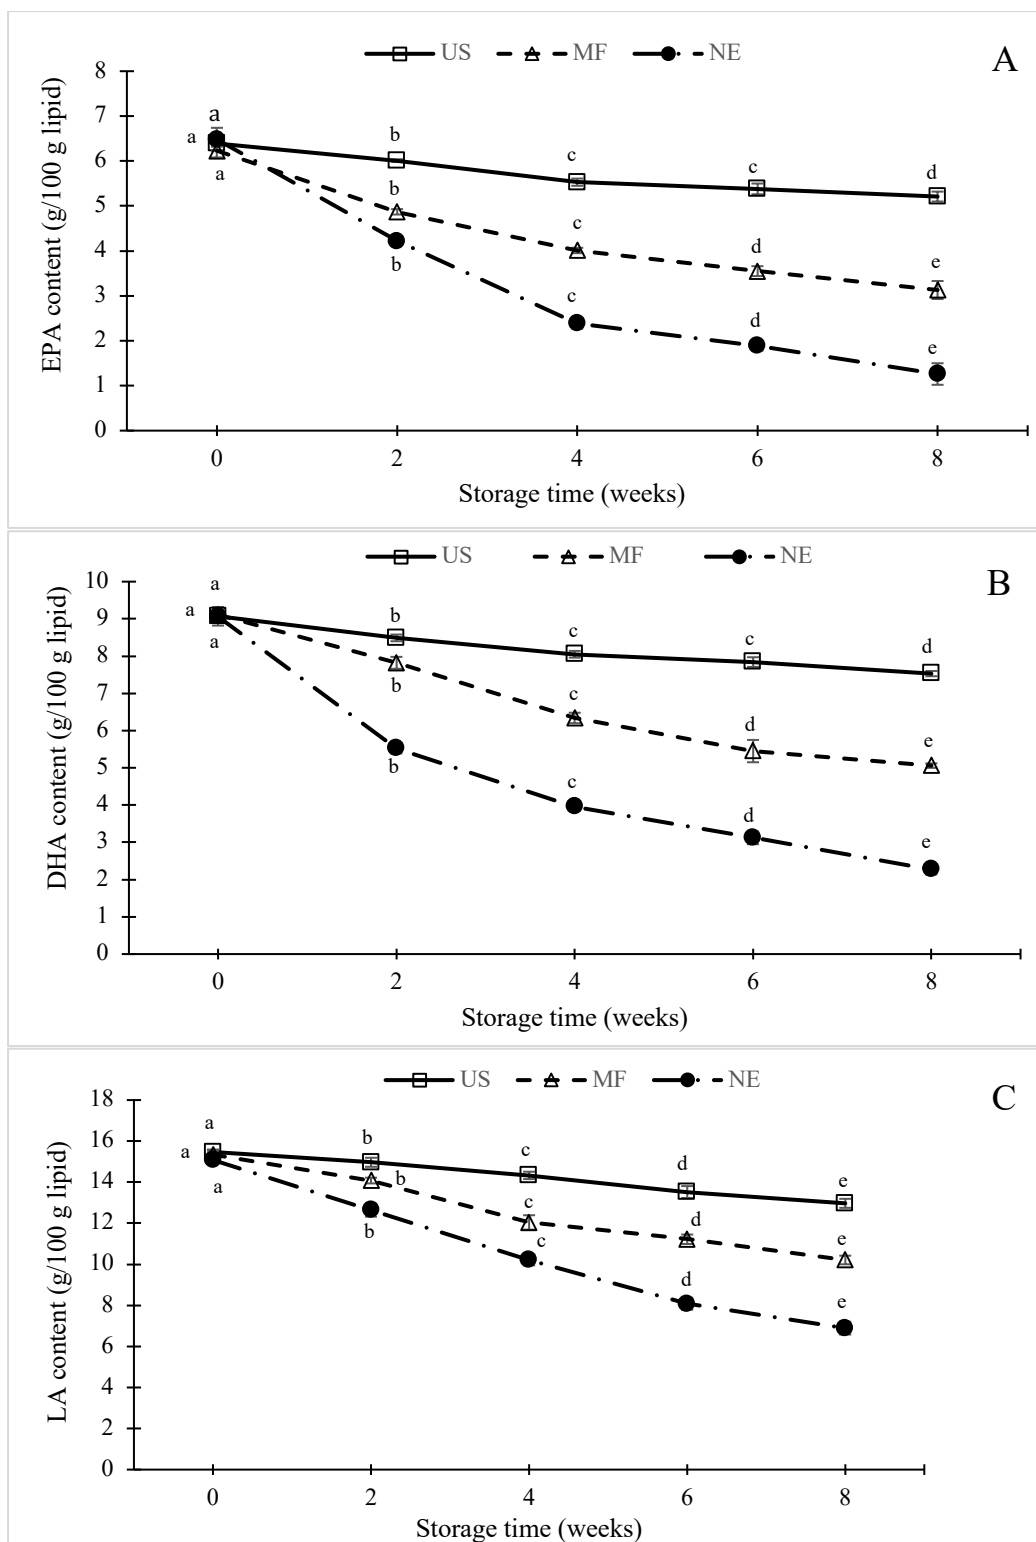 US MF NE A
8
7
6
5
4
3
2
1
0
EPA content (g/100 g lipid)
a
a
a
b
b
b
c
c
c
c
d
d
d
e
e
0 2 4 6 8
Storage time (weeks)
US MF NE
B
10
9
8
7
6
5
4
3
2
1
0
DHA content (g/100 g lipid)
a
a
a
b
b
b
c
c
c
c
d
d
d
e
e
0 2 4 6 8
Storage time (weeks)
US MF NE
C
18
16
14
12
10
8
6
4
2
0
LA content (g/100 g lipid)
a
a
a
b
b
b
c
c
c
d
d
d
e
e
e
0 2 4 6 8
Storage time (weeks)